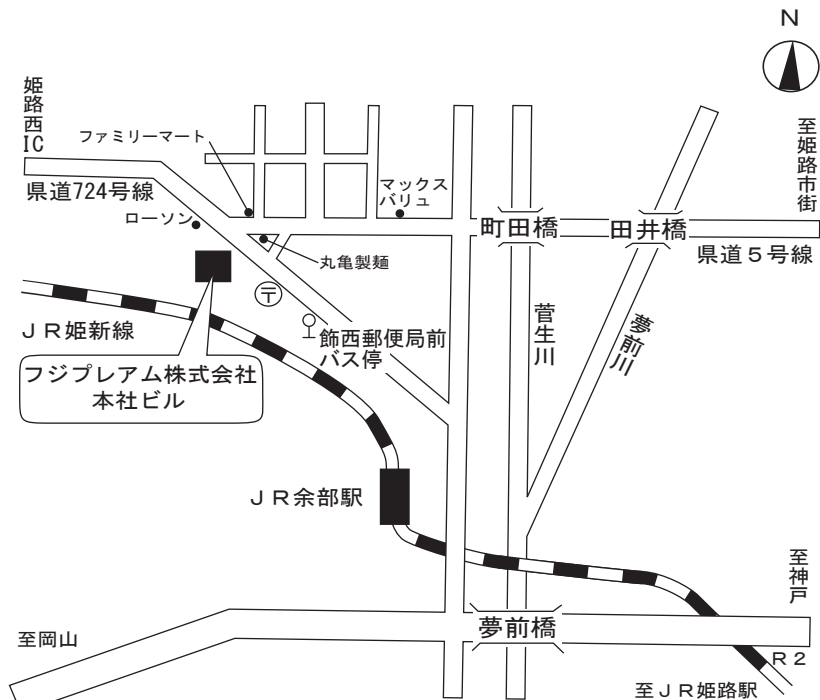 N
姫路西IC
ファミリーマート
至姫路市街
県道724号線
マックス
バリュ
ローソン
町田橋
田井橋
県道5号線
丸亀製麺
〒
JR姫新線
飾西郵便局前
バス停
菅生川
夢前川
フジプレアム株式会社
本社ビル
JR余部駅
至神戸
至岡山
夢前橋
R2
至JR姫路駅